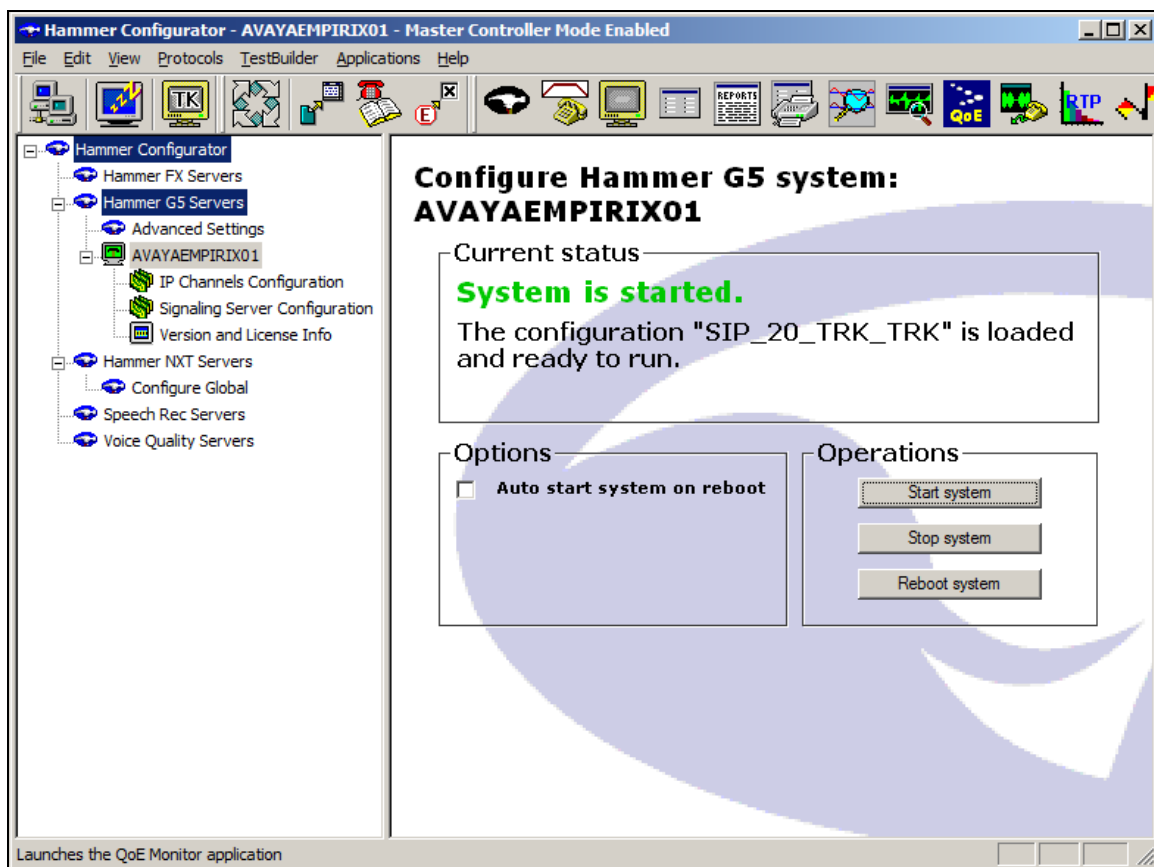 Hammer Configurator - AVAYAEMPIRIX01 - Master Controller Mode Enabled
File Edit View Protocols TestBuilder Applications Help
TK
E
REPORTS
QoE
RTP
Hammer Configurator
Hammer FX Servers
Hammer G5 Servers
Advanced Settings
AVAYAEMPIRIX01
IP Channels Configuration
Signaling Server Configuration
Version and License Info
Hammer NXT Servers
Configure Global
Speech Rec Servers
Voice Quality Servers
Configure Hammer G5 system:
AVAYAEMPIRIX01
Current status
System is started.
The configuration "SIP_20_TRK_TRK" is loaded
and ready to run.
Options
Auto start system on reboot
Operations
Start system
Stop system
Reboot system
Launches the QoE Monitor application